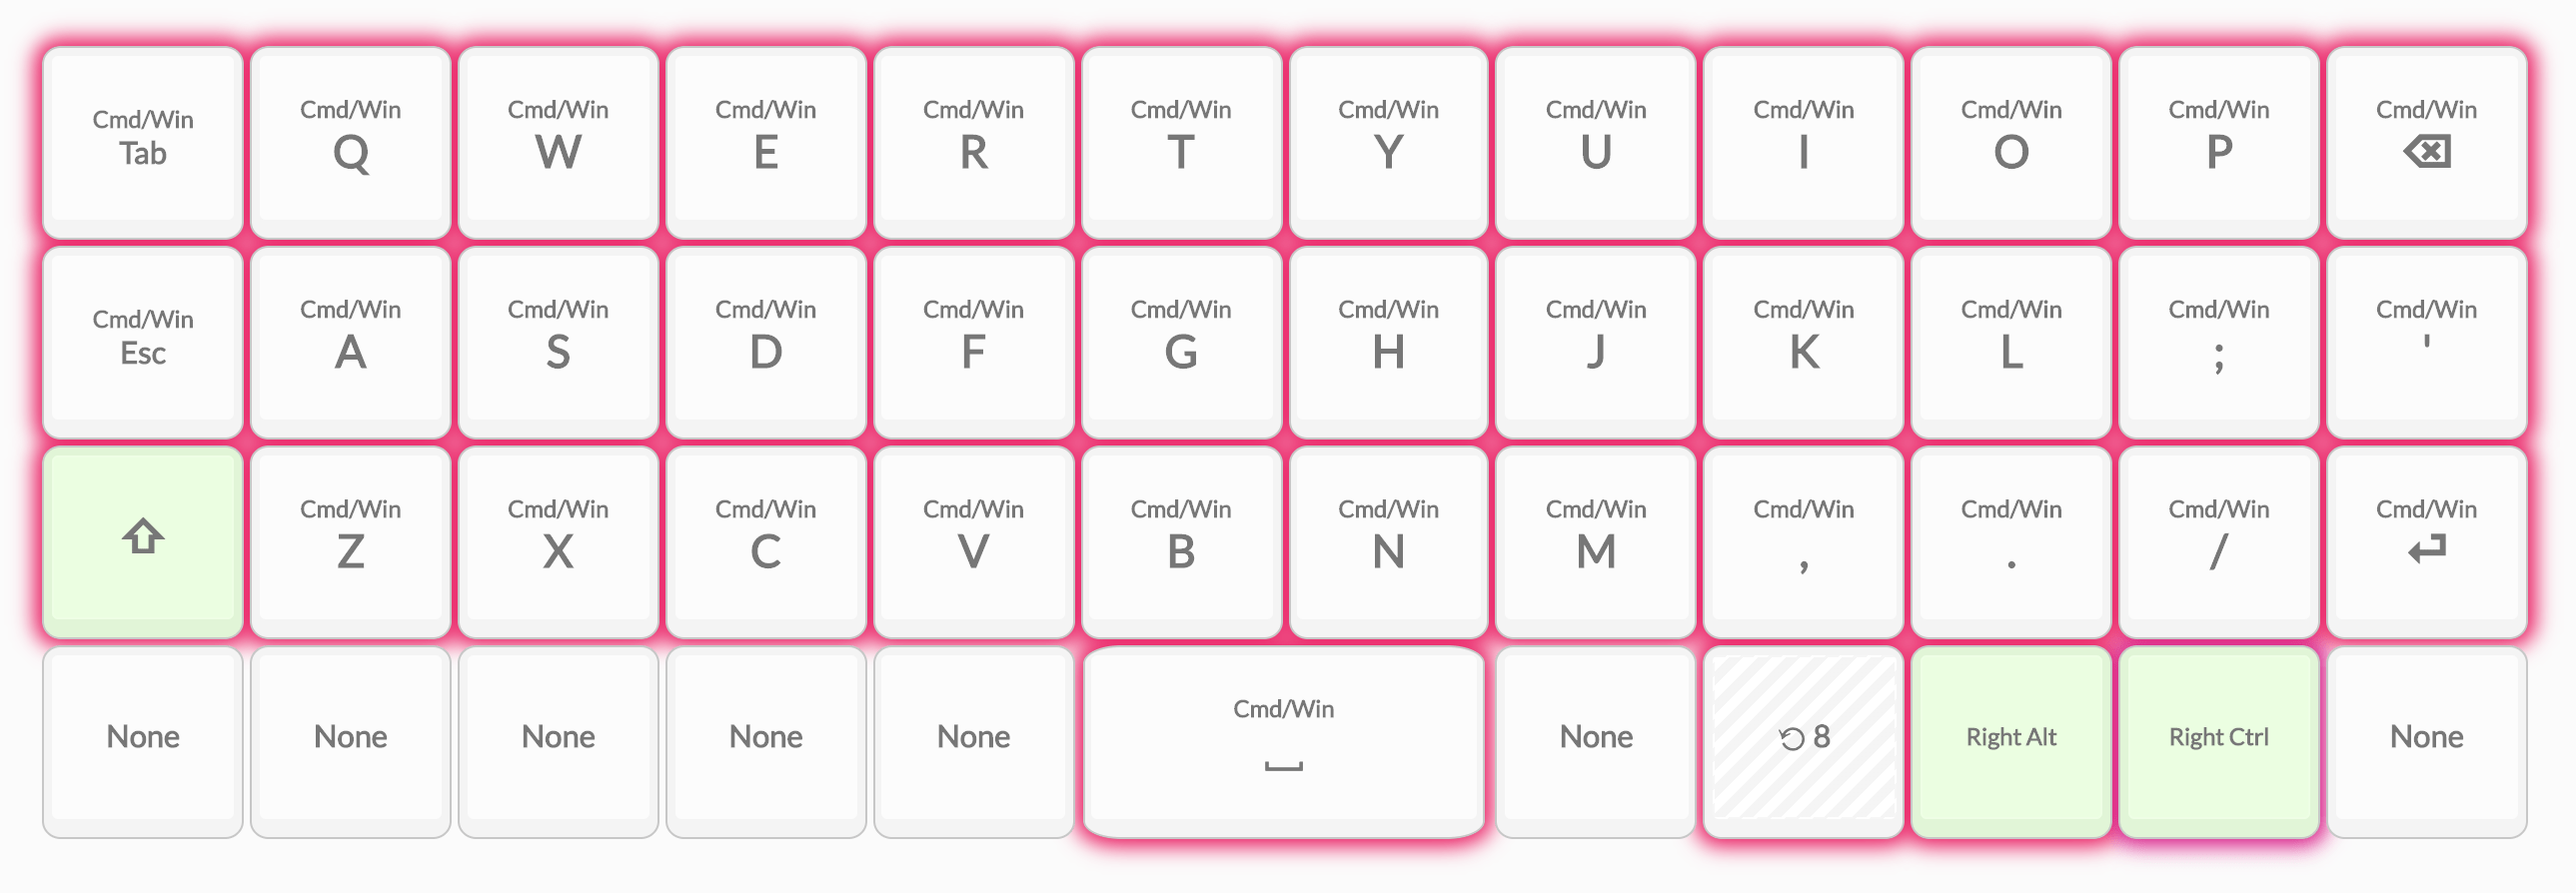 Cmd/Win Cmd/Win Cmd/Win Cmd/Win Cmd/Win Cmd/Win Cmd/Win Cmd/Win Cmd/Win Cmd/Win Cmd/Win Cmd/Win
Tab Q W E R T Y U I O P
Cmd/Win Cmd/Win Cmd/Win Cmd/Win Cmd/Win Cmd/Win Cmd/Win Cmd/Win Cmd/Win Cmd/Win Cmd/Win Cmd/Win
Esc A S D F G H J K L ; '
Cmd/Win Cmd/Win Cmd/Win Cmd/Win Cmd/Win Cmd/Win Cmd/Win Cmd/Win Cmd/Win Cmd/Win Cmd/Win
Z X C V B N M , . /
Cmd/Win
None None None None None None 8 Right Alt Right Ctrl None